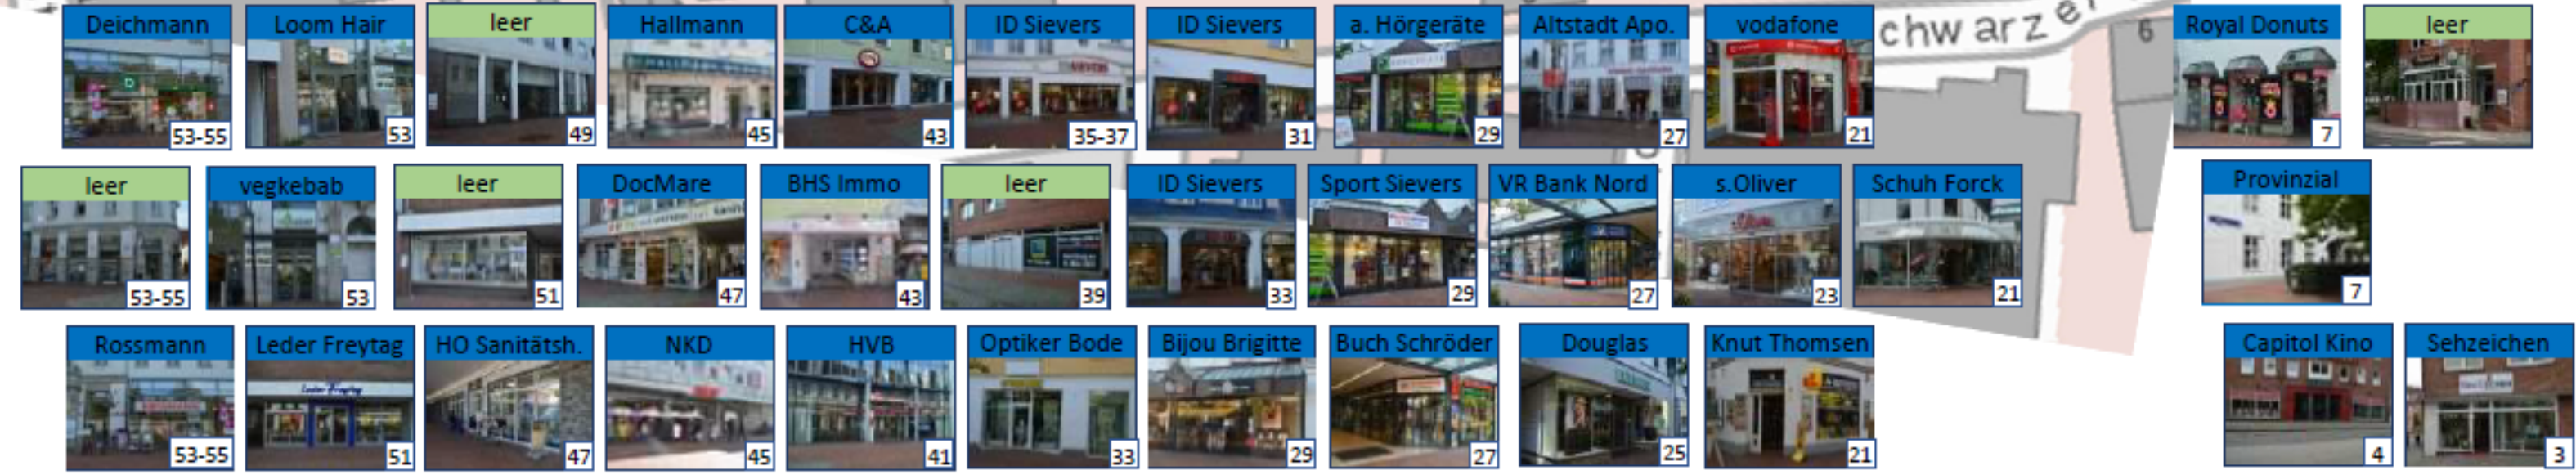 Deichmann
53-55
Loom Hair
53
leer
49
Hallmann
45
C&A
43
ID Sievers
35-37
ID Sievers
31
a. Hörgeräte
29
Altstadt Apo.
27
vodafone
21
chwarzer
6
Royal Donuts
7
leer
leer
53-55
vegkebab
53
leer
51
DocMare
47
BHS Immo
43
leer
39
ID Sievers
33
Sport Sievers
29
VR Bank Nord
27
s.Oliver
23
Schuh Forck
21
Provinzial
7
Rossmann
53-55
Leder Freytag
Leder Freytag
51
HO Sanitätsh.
47
NKD
45
HVB
41
Optiker Bode
33
Bijou Brigitte
29
Buch Schröder
27
Douglas
25
Knut Thomsen
21
Capitol Kino
4
Sehzeichen
3